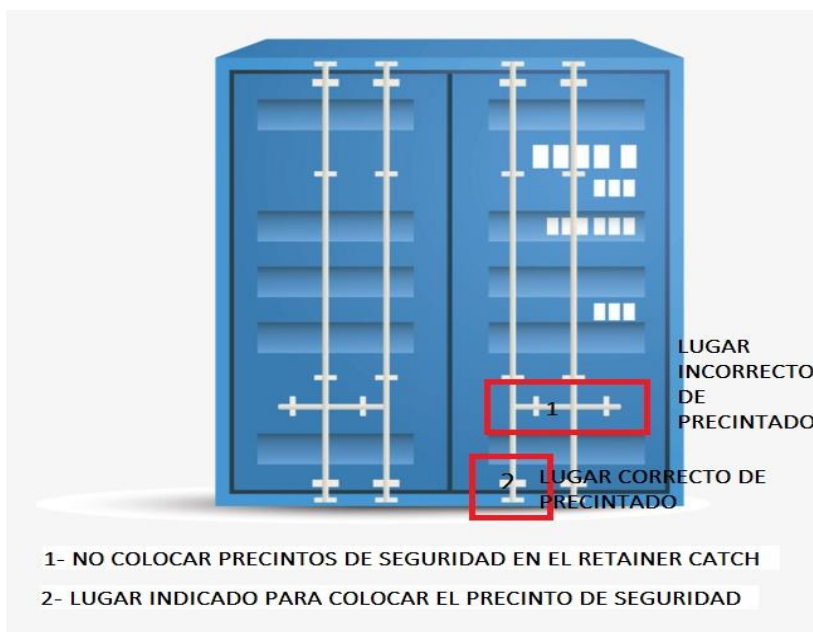 LUGAR
INCORRECTO
DE
PRECINTADO
1
2
LUGAR CORRECTO DE
PRECINTADO
1- NO COLOCAR PRECINTOS DE SEGURIDAD EN EL RETAINER CATCH
2- LUGAR INDICADO PARA COLOCAR EL PRECINTO DE SEGURIDAD